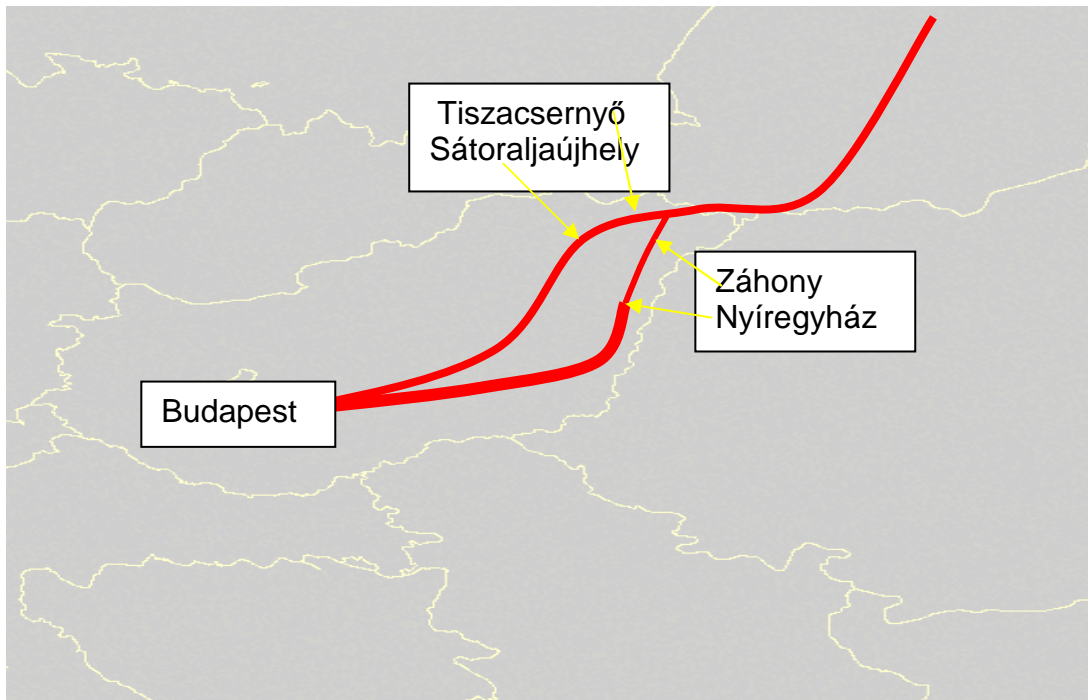 Tiszacsernyő
Sátoraljaújhely
Záhony
Nyíregyház
Budapest